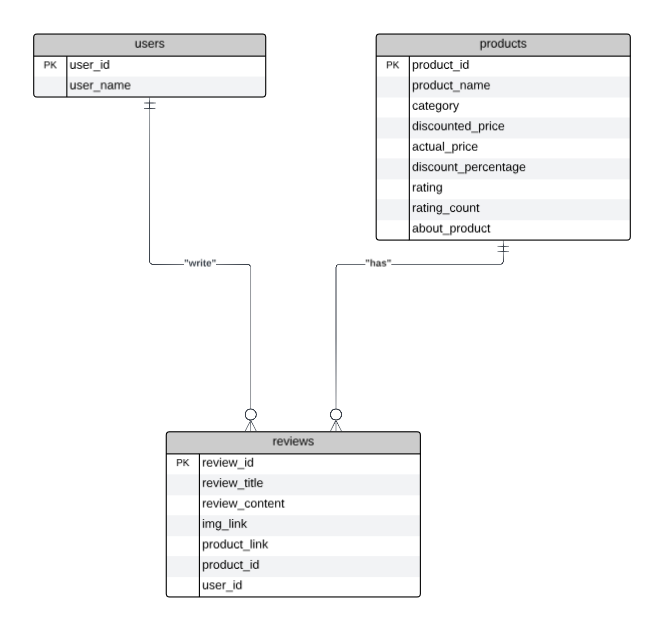 users
PK user_id
user_name
products
PK product_id
product_name
category
discounted_price
actual_price
discount_percentage
rating
rating_count
about_product
"write"
"has"
reviews
PK review_id
review_title
review_content
img_link
product_link
product_id
user_id